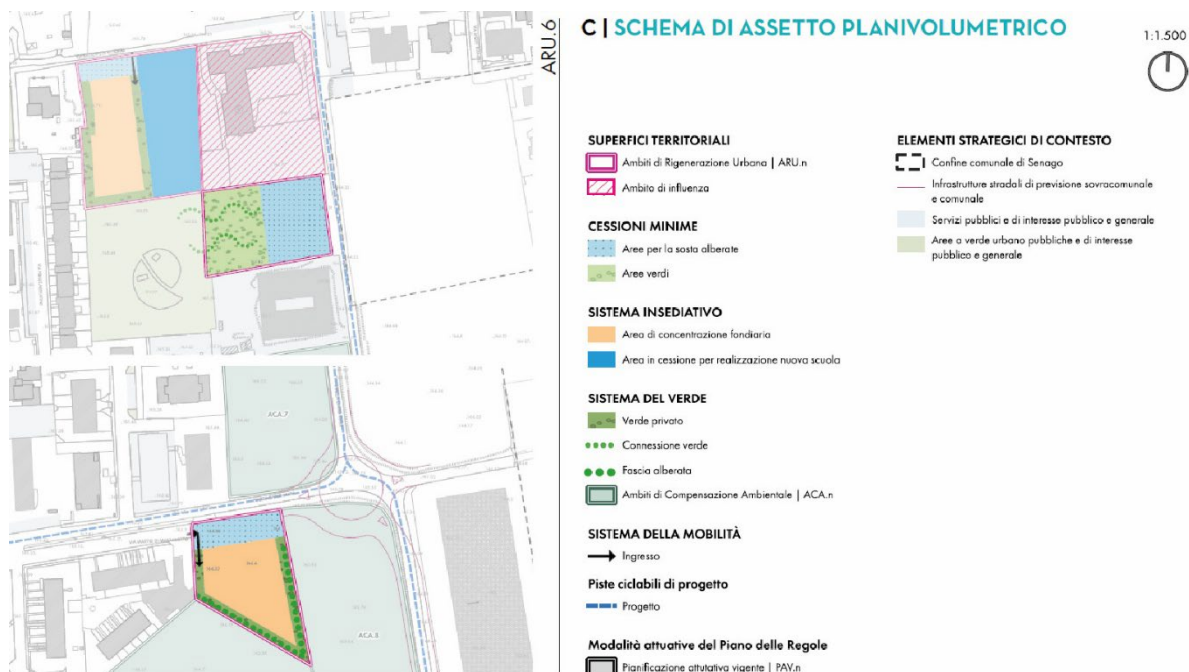 ARU.6
C | SCHEMA DI ASSETTO PLANIVOLUMETRICO
1:1.500
SUPERFICI TERRITORIALI
Ambiti di Rigenerazione Urbana | ARU.n
Ambito di influenza
CESSIONI MINIME
Aree per la sosta alberate
Aree verdi
SISTEMA INSEDIATIVO
Area di concentrazione fondiaria
Area in cessione per realizzazione nuova scuola
SISTEMA DEL VERDE
Verde privato
Connessione verde
Fascia alberata
Ambiti di Compensazione Ambientale | ACA.n
SISTEMA DELLA MOBILITÀ
Ingresso
Piste ciclabili di progetto
Progetto
Modalità attuative del Piano delle Regole
Pianificazione attutativa vigente | PAV.n
ELEMENTI STRATEGICI DI CONTESTO
Confine comunale di Senago
Infrastrutture stradali di previsione sovracomunale
e comunale
Servizi pubblici e di interesse pubblico e generale
Aree a verde urbano pubbliche e di interesse
pubblico e generale
ACA.7
ACA.8